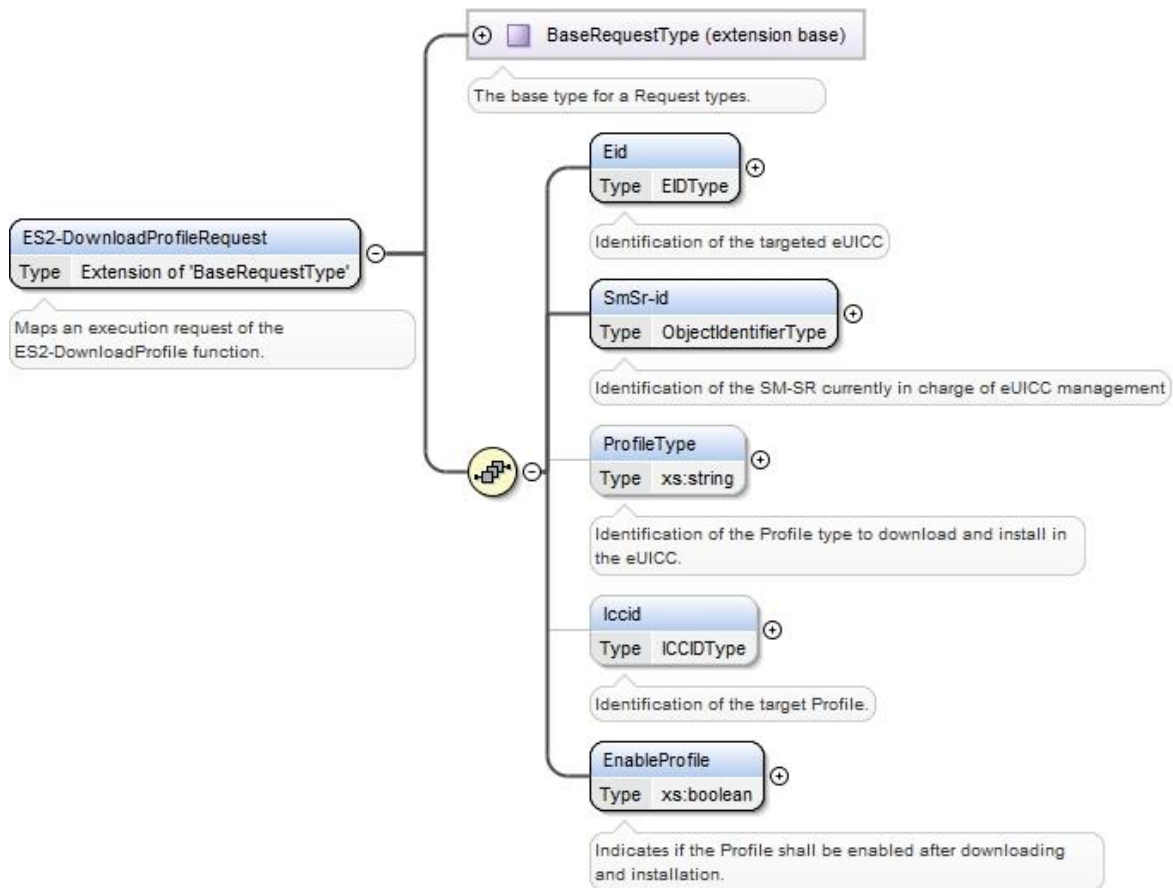 BaseRequestType (extension base)
The base type for a Request types.
Eid
Type EIDType
Identification of the targeted eUICC
ES2-DownloadProfileRequest
Type Extension of 'BaseRequestType'
Maps an execution request of the
ES2-DownloadProfile function.
SmSr-id
Type ObjectIdentifierType
Identification of the SM-SR currently in charge of eUICC management
ProfileType
Type xs:string
Identification of the Profile type to download and install in
the eUICC.
Iccid
Type ICCIDType
Identification of the target Profile.
EnableProfile
Type xs:boolean
Indicates if the Profile shall be enabled after downloading
and installation.